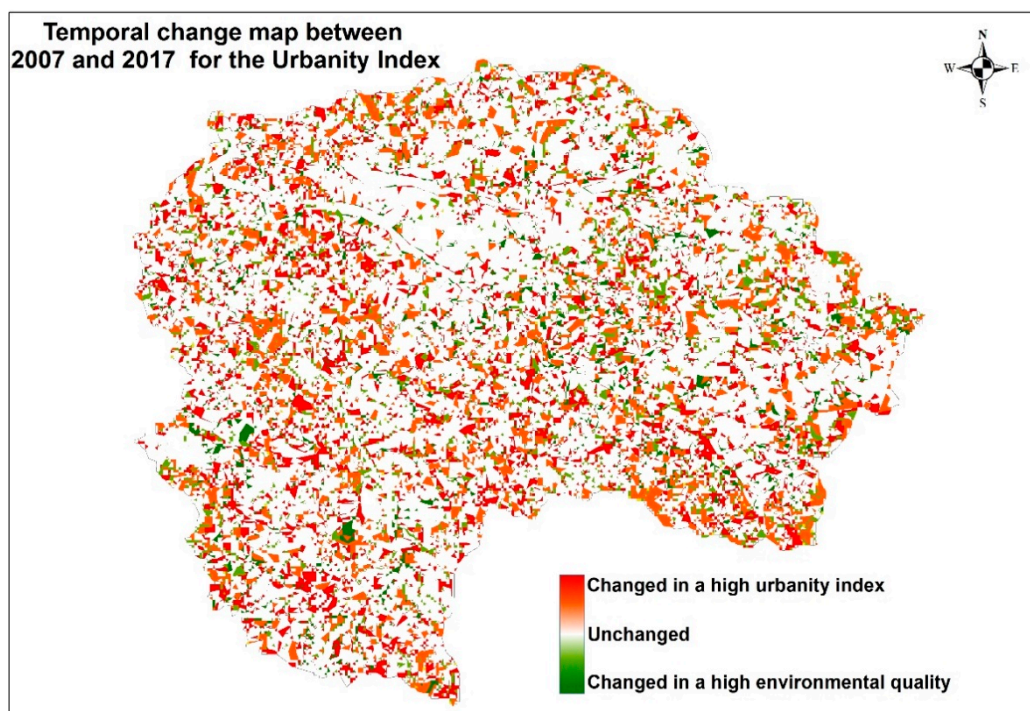 Temporal change map between
2007 and 2017 for the Urbanity Index
N
W E
S
Changed in a high urbanity index
Unchanged
Changed in a high environmental quality